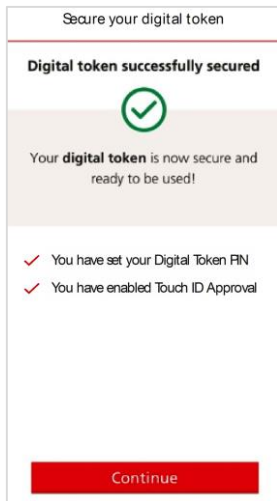 Secure your digital token
Digital token successfully secured
Your digital token is now secure and
ready to be used!
You have set your Digital Token PIN
You have enabled Touch ID Approval
Continue